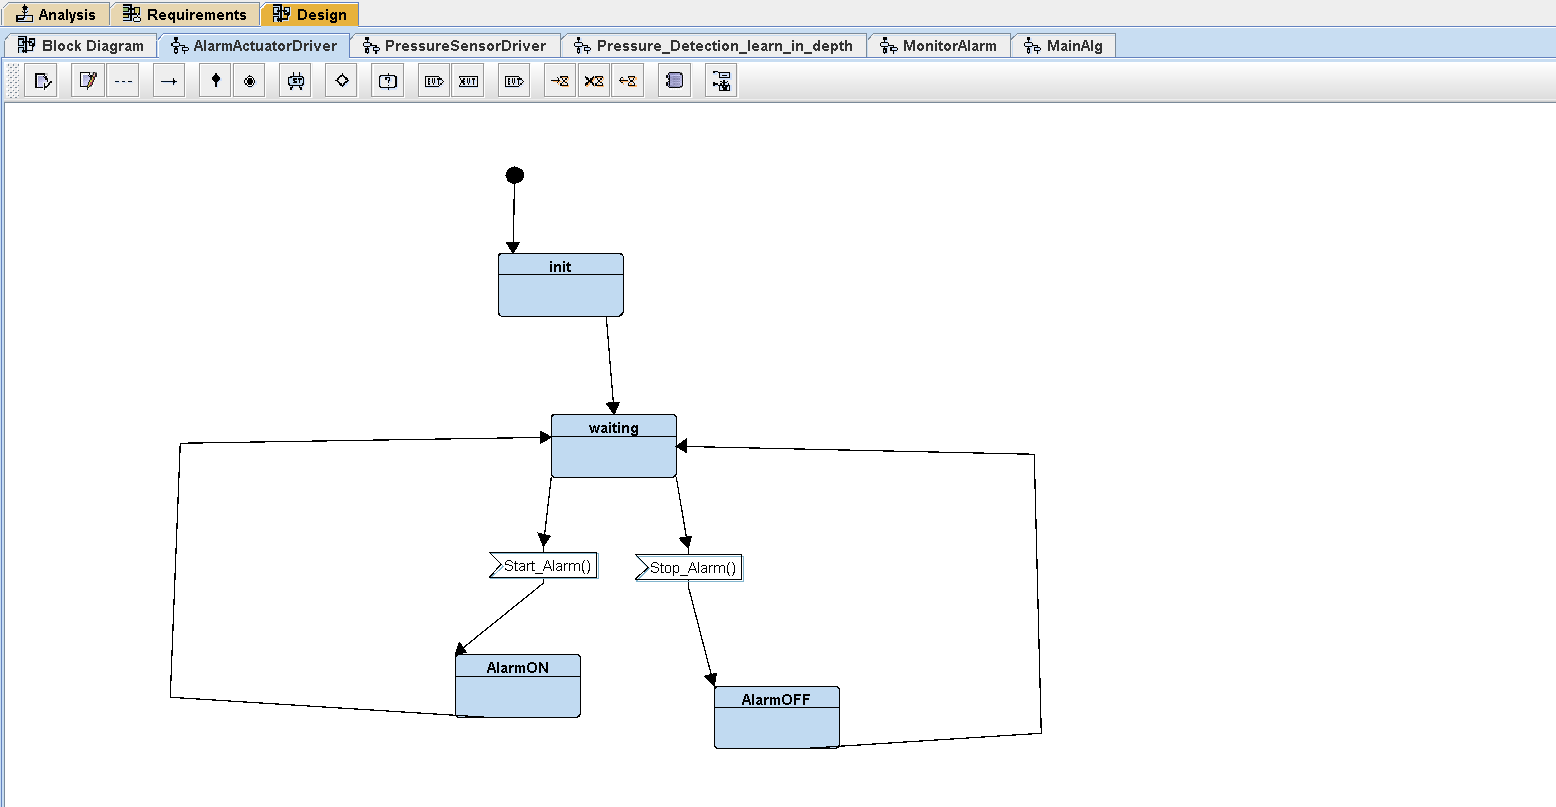 Analysis Requirements Design
Block Diagram AlarmActuatorDriver PressureSensorDriver Pressure_Detection_learn_in_depth MonitorAlarm MainAlg
init
waiting
Start_Alarm() Stop_Alarm()
AlarmON
AlarmOFF